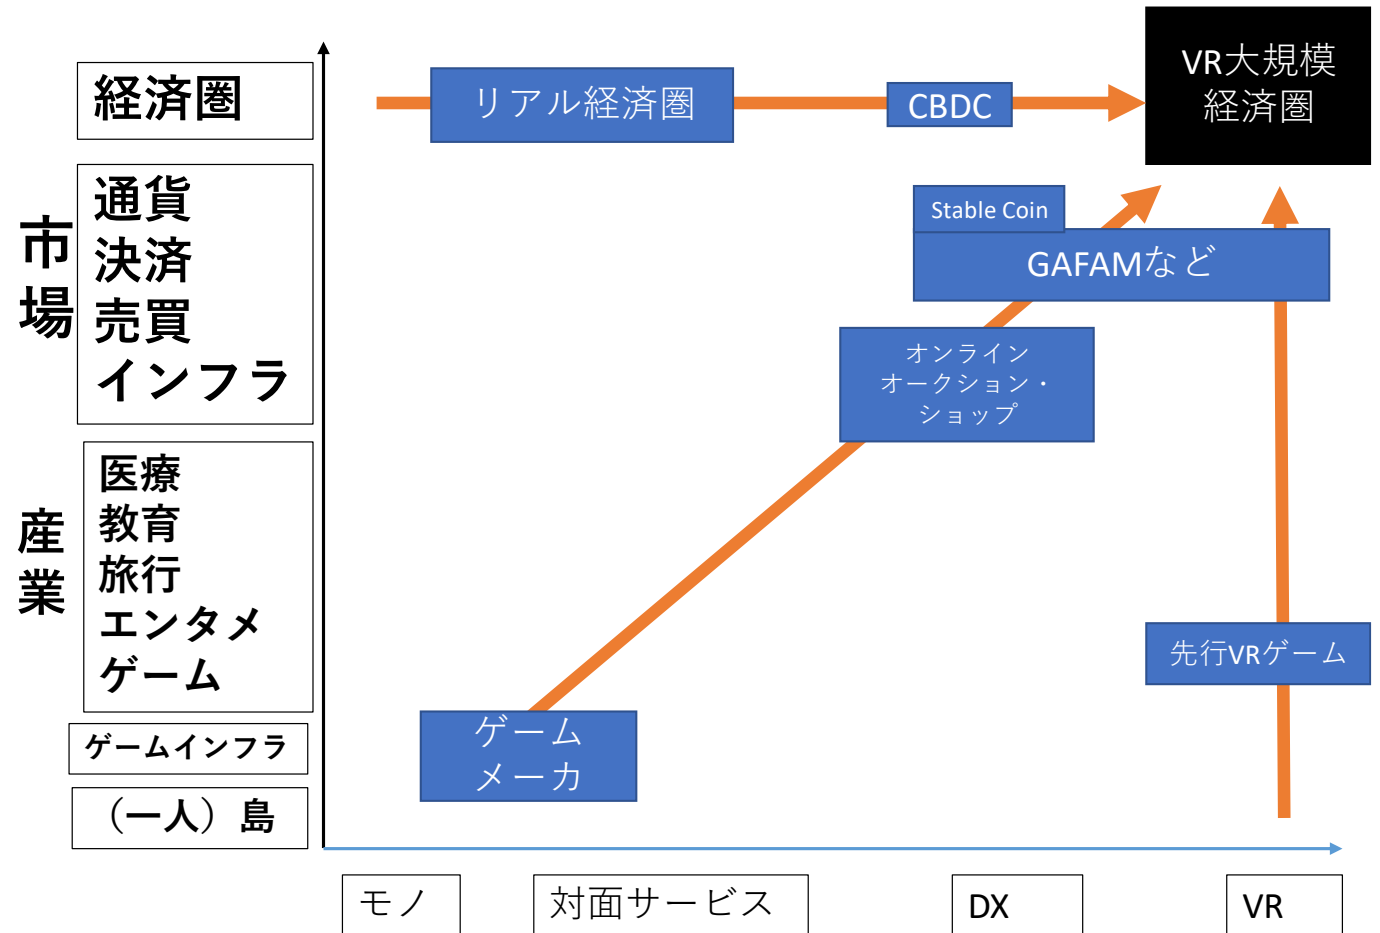 経済圏
市場
通貨
決済
売買
インフラ
産業
医療
教育
旅行
エンタメ
ゲーム
ゲームインフラ
（一人）島
リアル経済圏
CBDC
VR大規模
経済圏
Stable Coin
GAFAMなど
オンライン
オークション・
ショップ
先行VRゲーム
ゲーム
メーカ
モノ
対面サービス
DX
VR